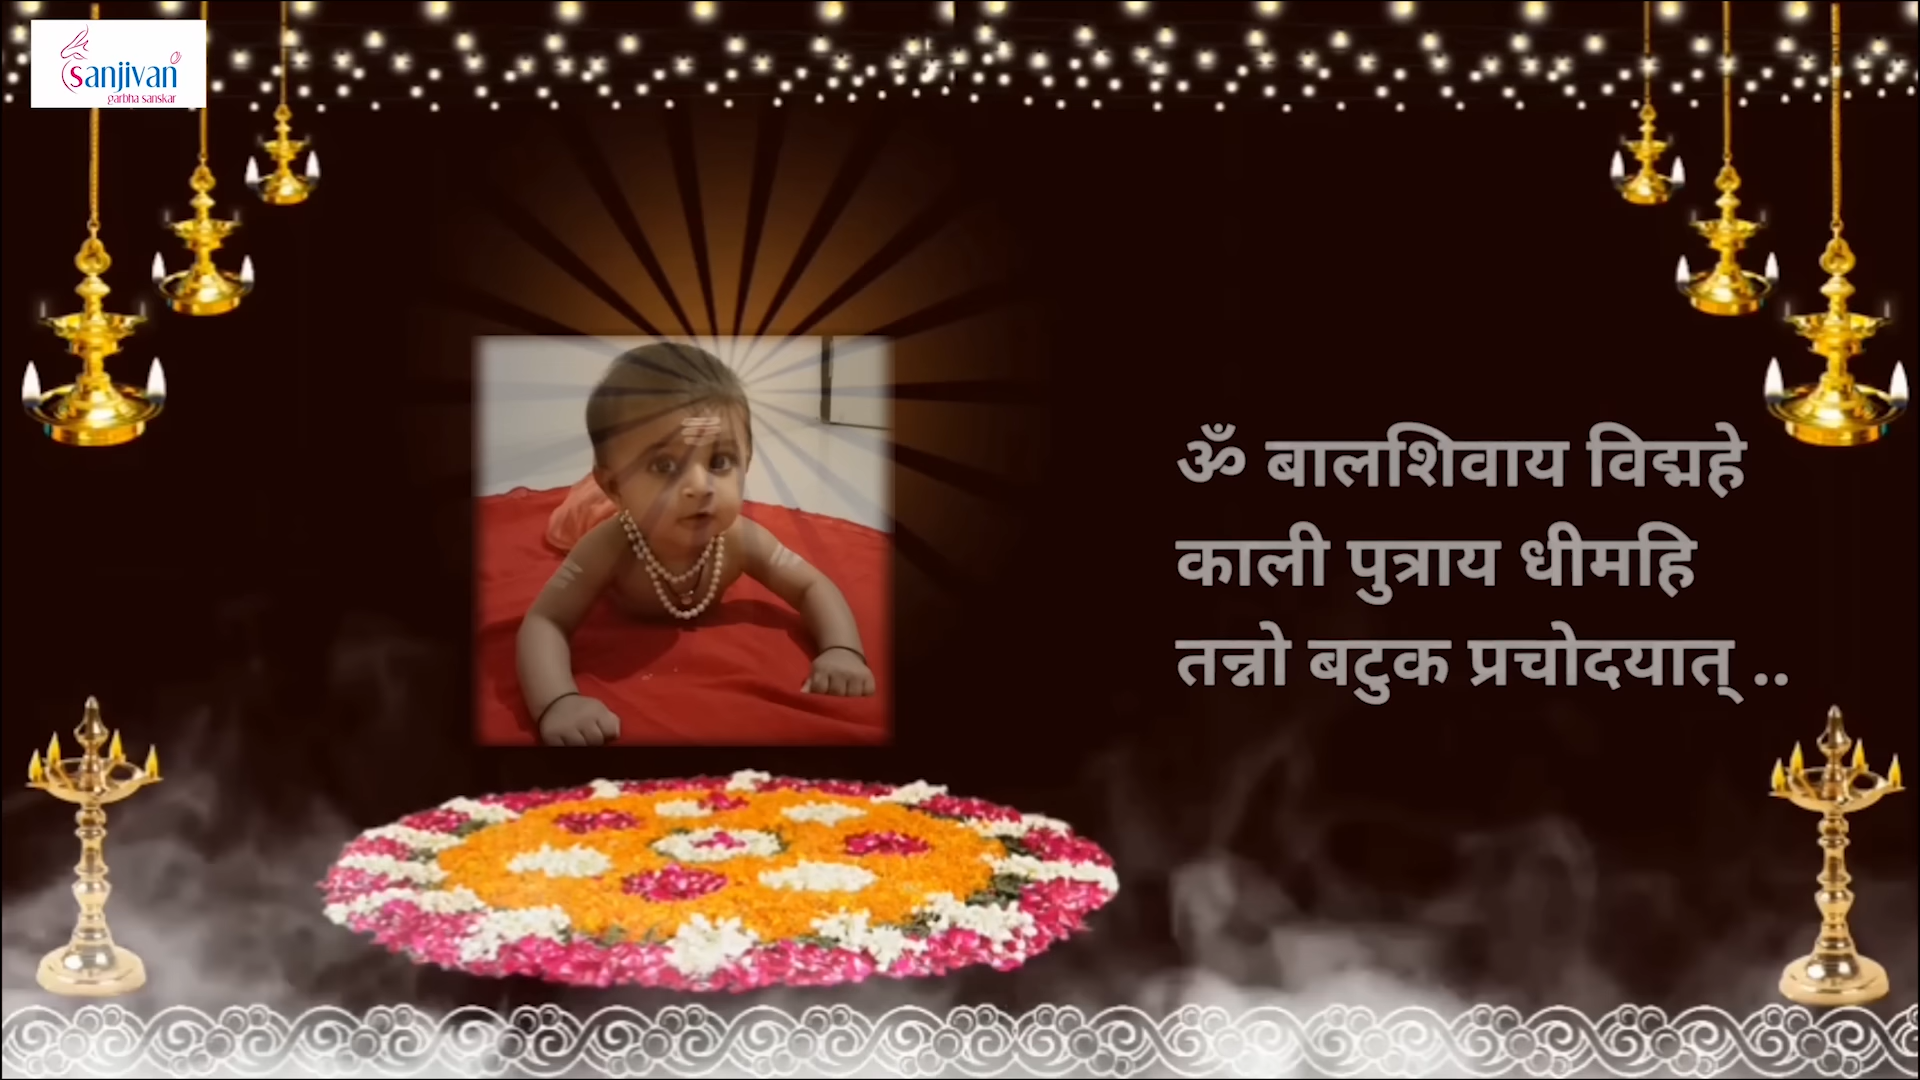 Sanjivan
garbha sanskar
ॐ बालशिवाय विद्महे
काली पुत्राय धीमहि
तन्नो बटुक प्रचोदयात् ..